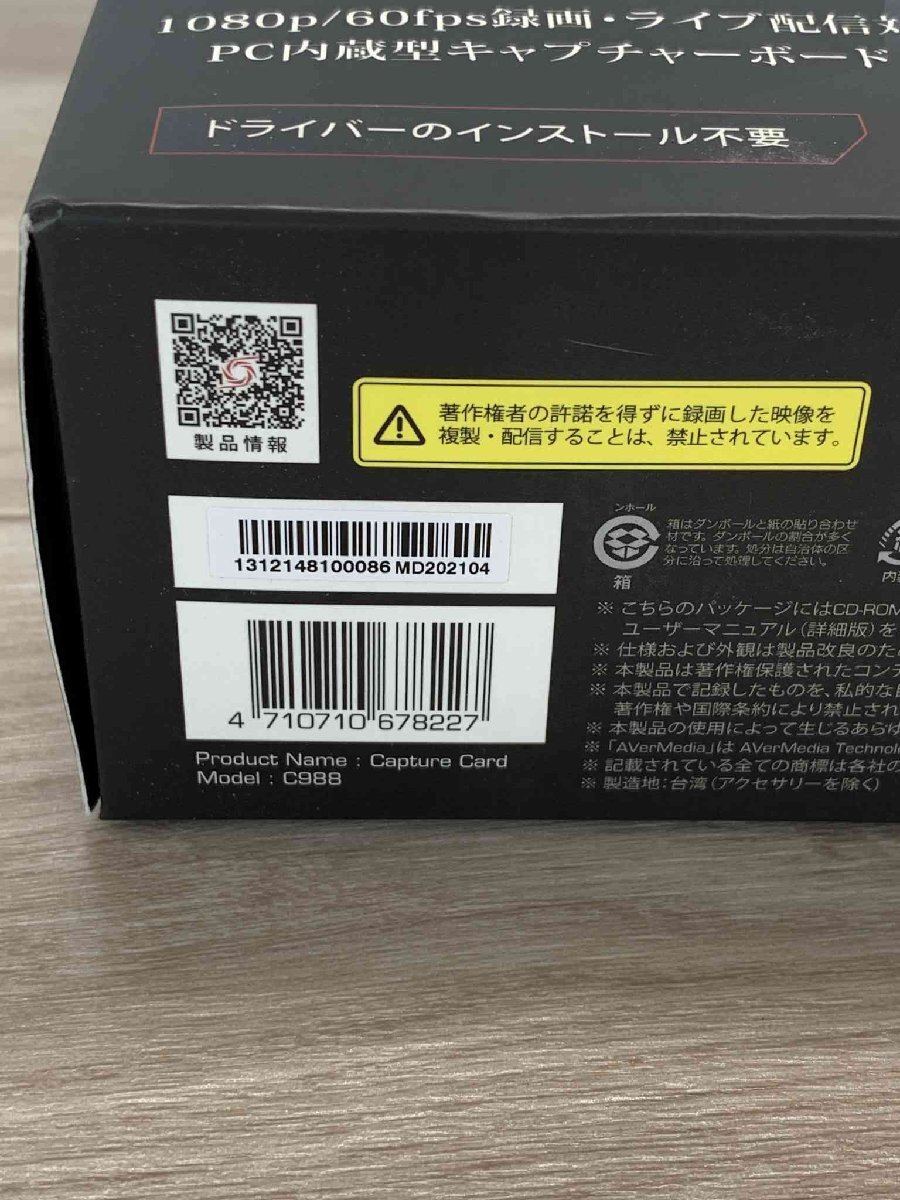 1080p/60fps録画・ライブ配信対
PC内蔵型キャプチャーボード
ドライバーのインストール不要
製品情報
著作権者の許諾を得ずに録画した映像を
複製・配信することは、禁止されています。
1312148100086 MD202104
4 710710 678227
Product Name : Capture Card
Model : C988
ンホール
箱
箱はダンボールと紙の貼り合わせ
材です。ダンボールの割合が多く
なっています。処分は自治体の区
分に沿って処理してください。
内
※ こちらのパッケージにはCD-ROM
ユーザーマニュアル(詳細版)を
※ 仕様および外観は製品改良のため
※ 本製品は著作権保護されたコンテ
※ 本製品で記録したものを、私的な
著作権や国際条約により禁止され
※ 本製品の使用によって生じるあらゆ
※「AVerMedia」は AVerMedia Technolo
※ 記載されている全ての商標は各社の
※ 製造地:台湾(アクセサリーを除く)